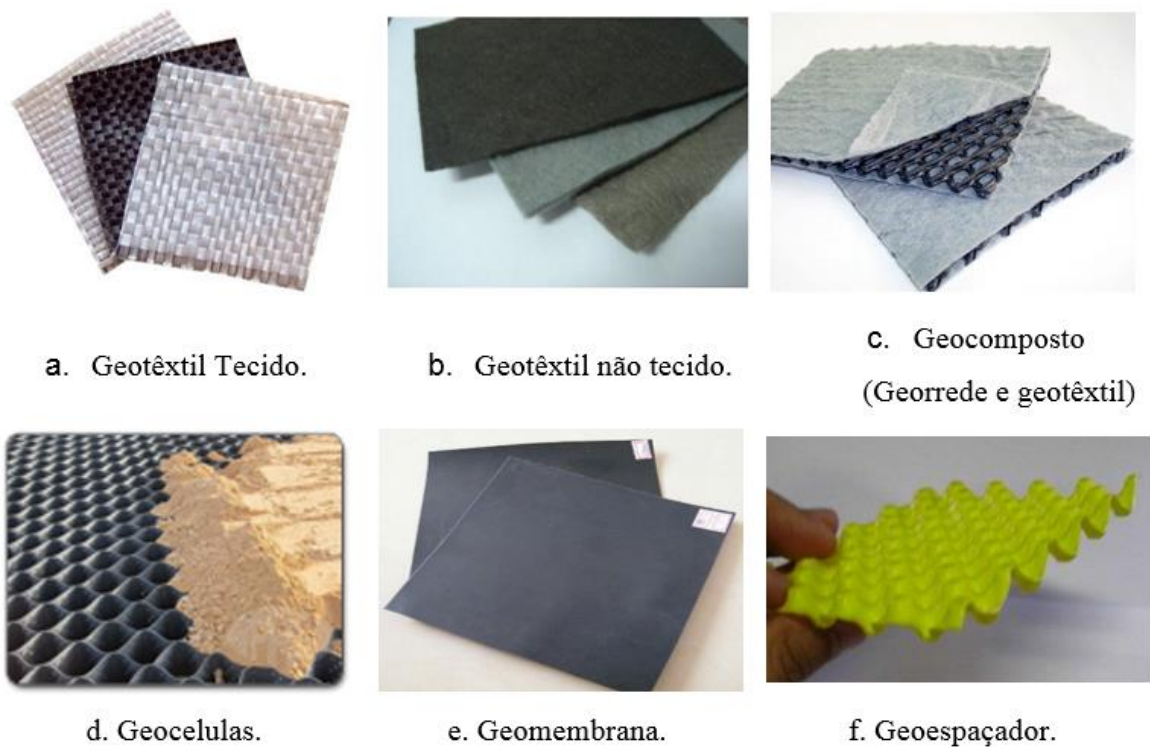 a. Geotêxtil Tecido.
b. Geotêxtil não tecido.
c. Geocomposto
(Georrede e geotêxtil)
d. Geocelulas.
e. Geomembrana.
f. Geoespaçador.